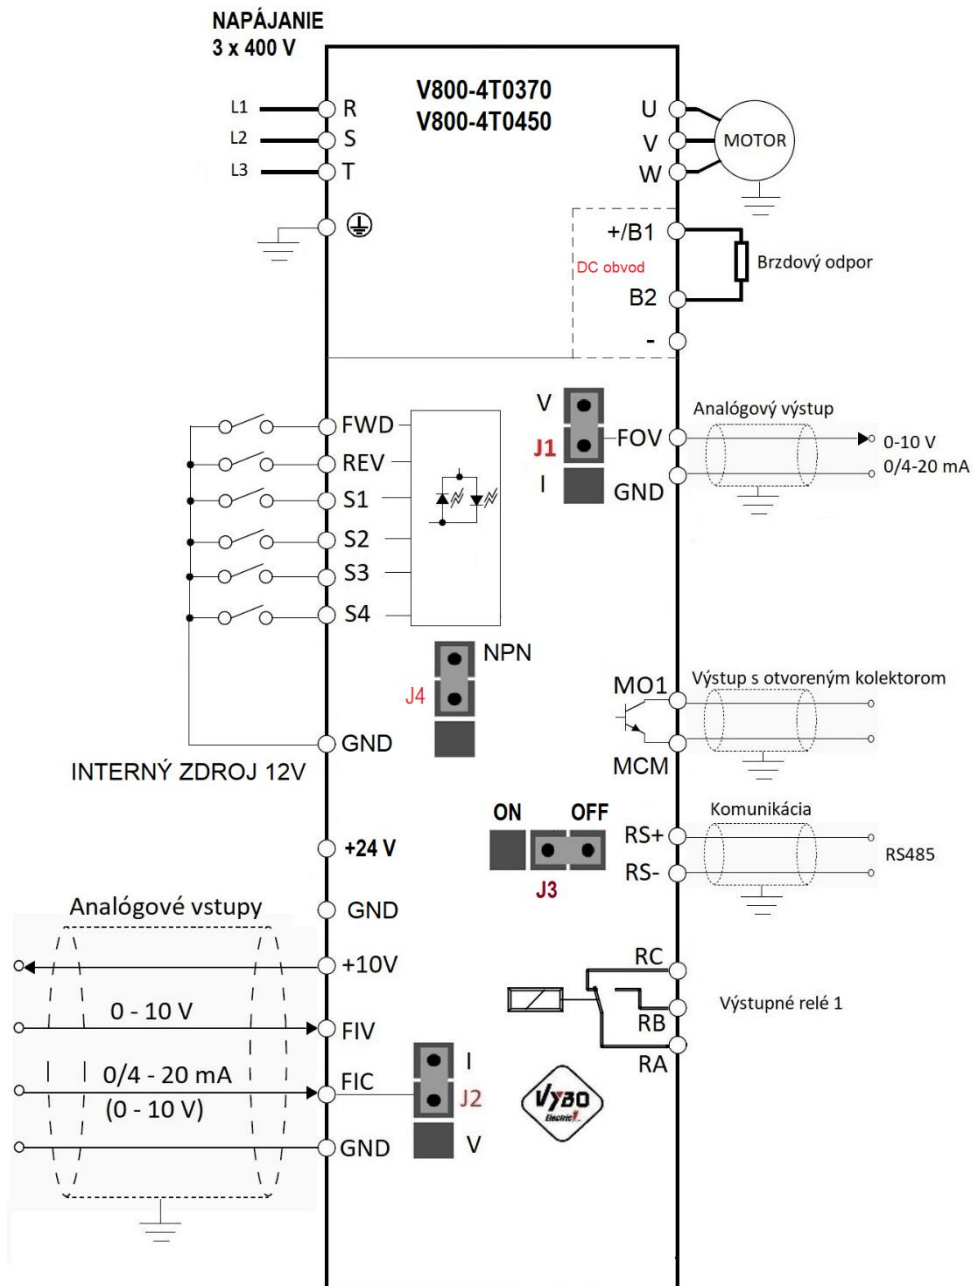 NAPÁJANIE
3 x 400 V
V800-4T0370
V800-4T0450
L1
R
L2
S
L3
T
U
V
W
MOTOR
+/B1
DC obvod
B2
-
Brzdový odpor
FWD
REV
S1
S2
S3
S4
V
J1
I
FOV
GND
Analógový výstup
0-10 V
0/4-20 mA
NPN
J4
GND
INTERNÝ ZDROJ 12V
MO1
MCM
Výstup s otvoreným kolektorom
ON
OFF
J3
RS+
RS-
Komunikácia
RS485
+24 V
GND
Analógové vstupy
+10V
0 - 10 V
FIV
0/4 - 20 mA
(0 - 10 V)
FIC
GND
I
J2
V
RC
RB
RA
Výstupné relé 1
VYBO
Electric